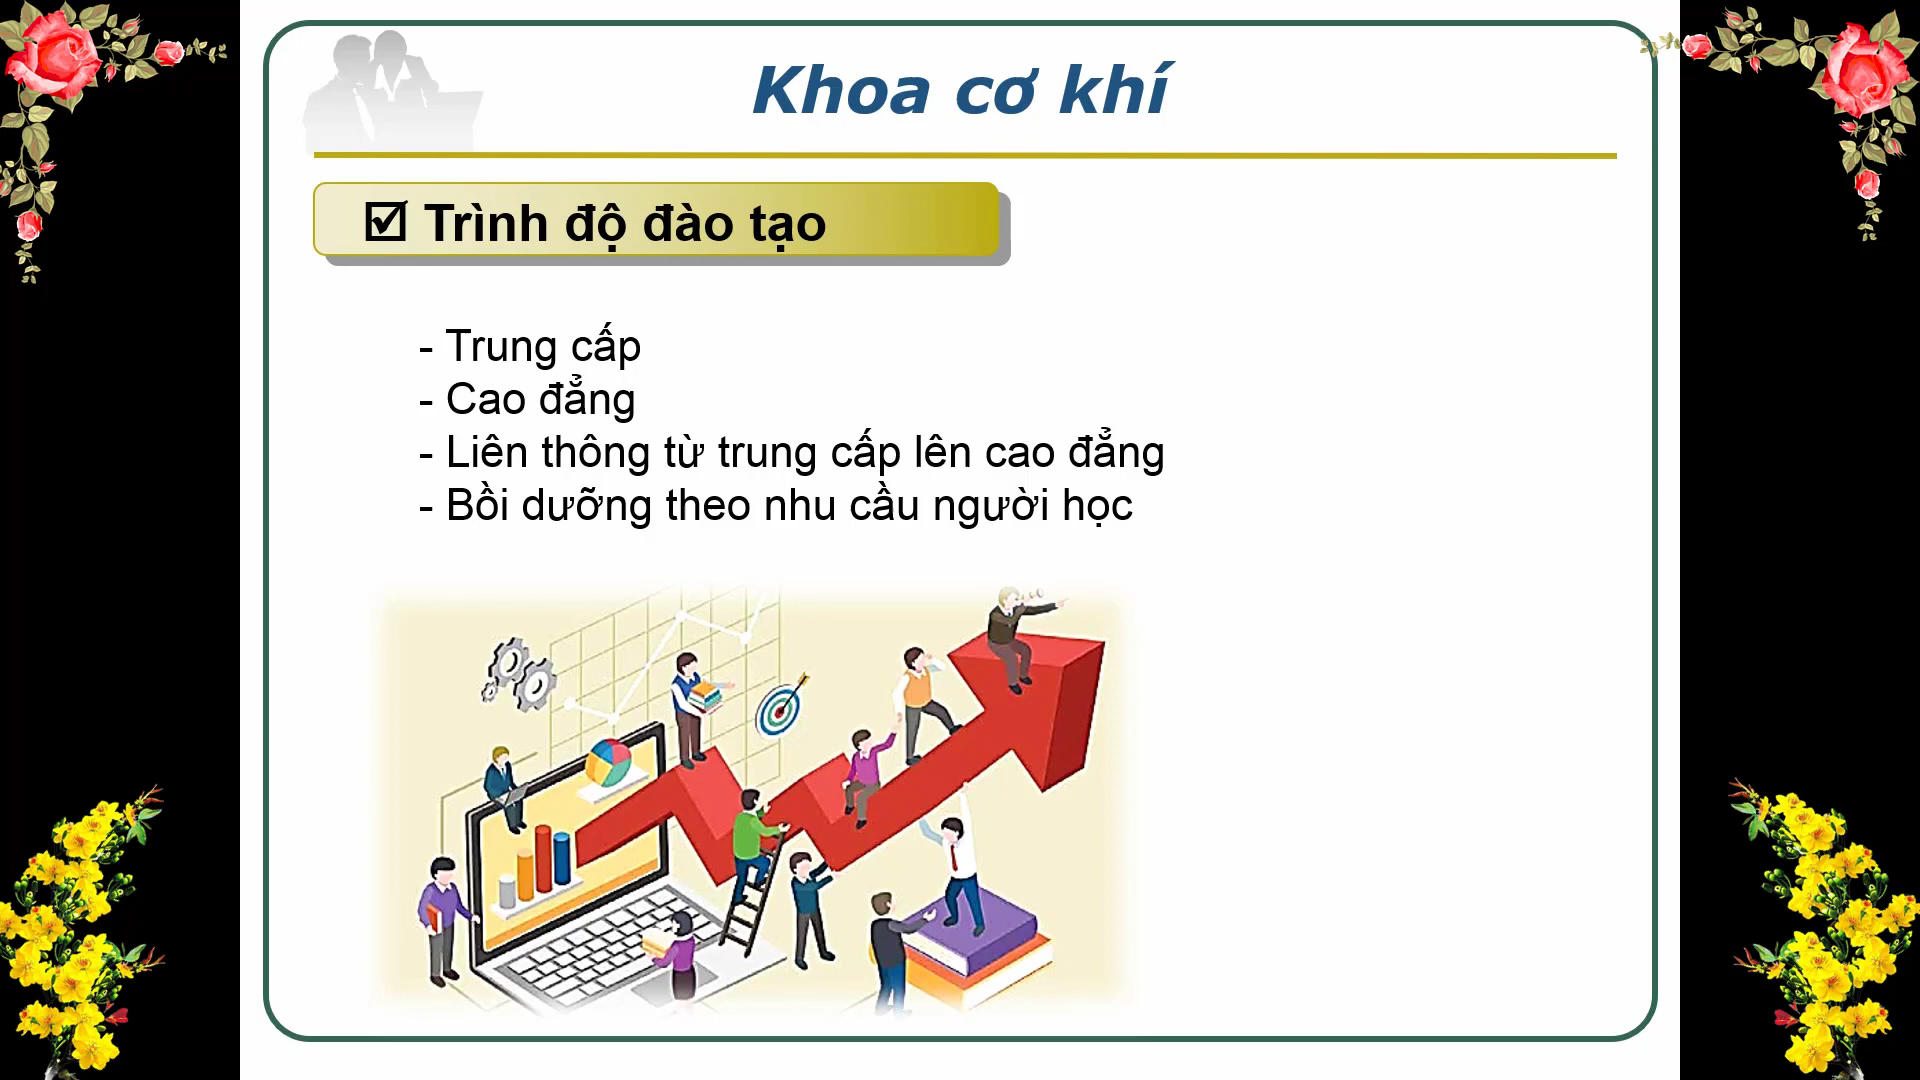 Khoa cơ khí
☑ Trình độ đào tạo
- Trung cấp
- Cao đẳng
- Liên thông từ trung cấp lên cao đẳng
- Bồi dưỡng theo nhu cầu người học